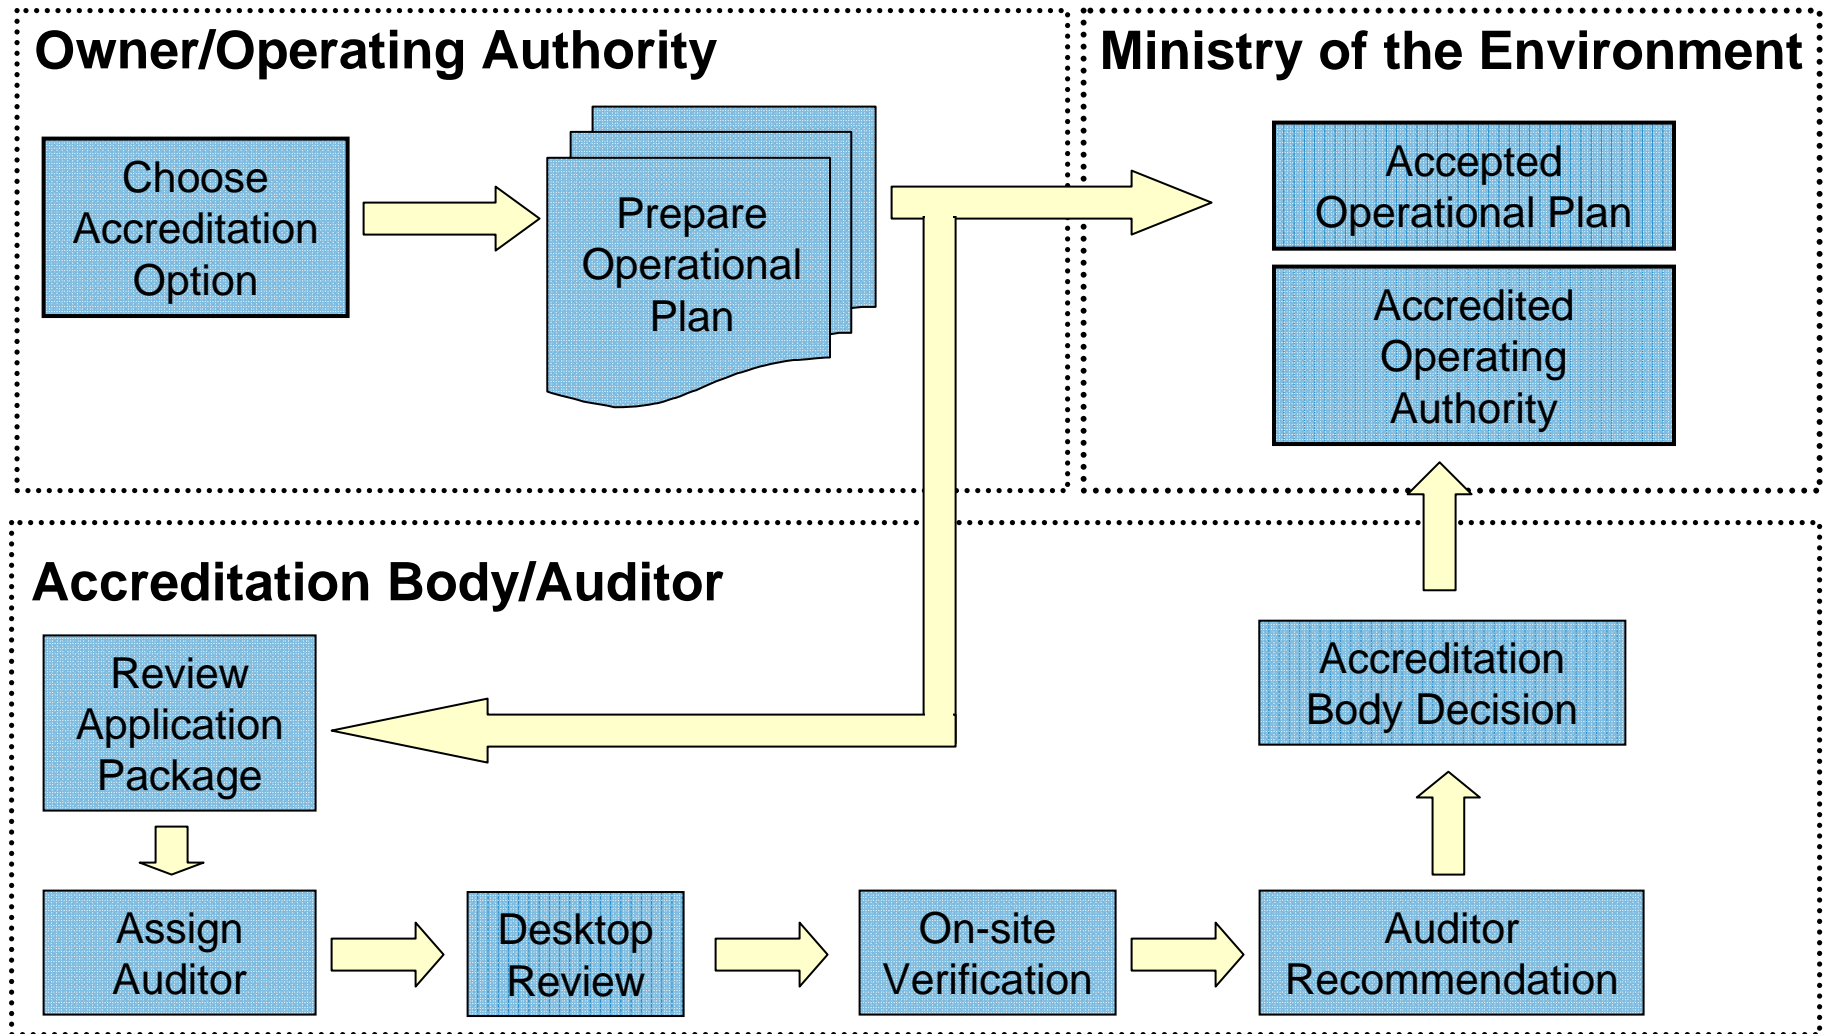 Owner/Operating Authority
Choose
Accreditation
Option
Prepare
Operational
Plan
Ministry of the Environment
Accepted
Operational Plan
Accredited
Operating
Authority
Accreditation Body/Auditor
Review
Application
Package
Assign
Auditor
Desktop
Review
On-site
Verification
Auditor
Recommendation
Accreditation
Body Decision